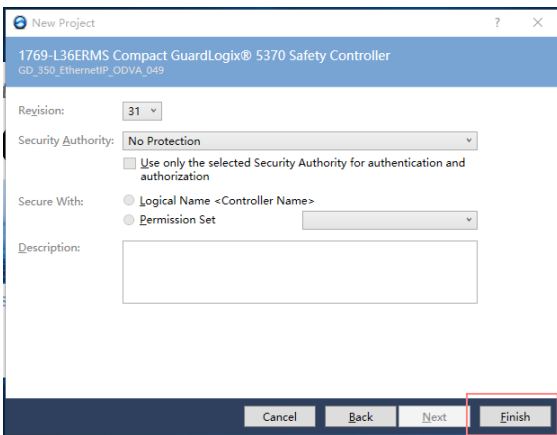 New Project
? ×
1769-L36ERMS Compact GuardLogix® 5370 Safety Controller
GD_350_EthernetIP_ODVA_049
Revision: 31
Security Authority: No Protection
Use only the selected Security Authority for authentication and
authorization
Secure With: Logical Name <Controller Name>
Permission Set
Description:
Cancel Back Next Finish